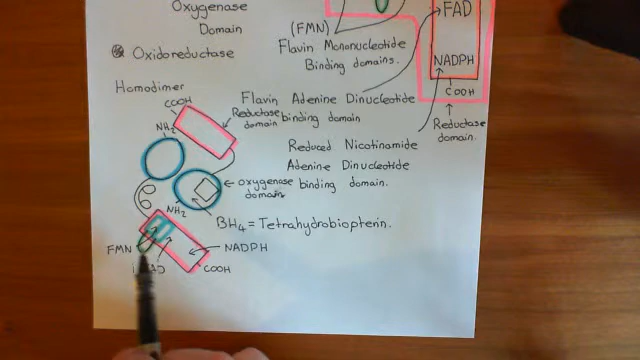 Oxygenase
Domain
(FMN)
Flavin Mononucleotide
Binding domains.
FAD
NADPH
COOH
Reductase
domain.
Oxidoreductase
Homodimer
COOH
NH2
Reductase
domain
Flavin Adenine Dinucleotide
binding domain
Reduced Nicotinamide
Adenine Dinucleotide
binding domain.
oxygenase
domain
NH2
BH4 = Tetrahydrobiopterin.
FMN
NADPH
COOH